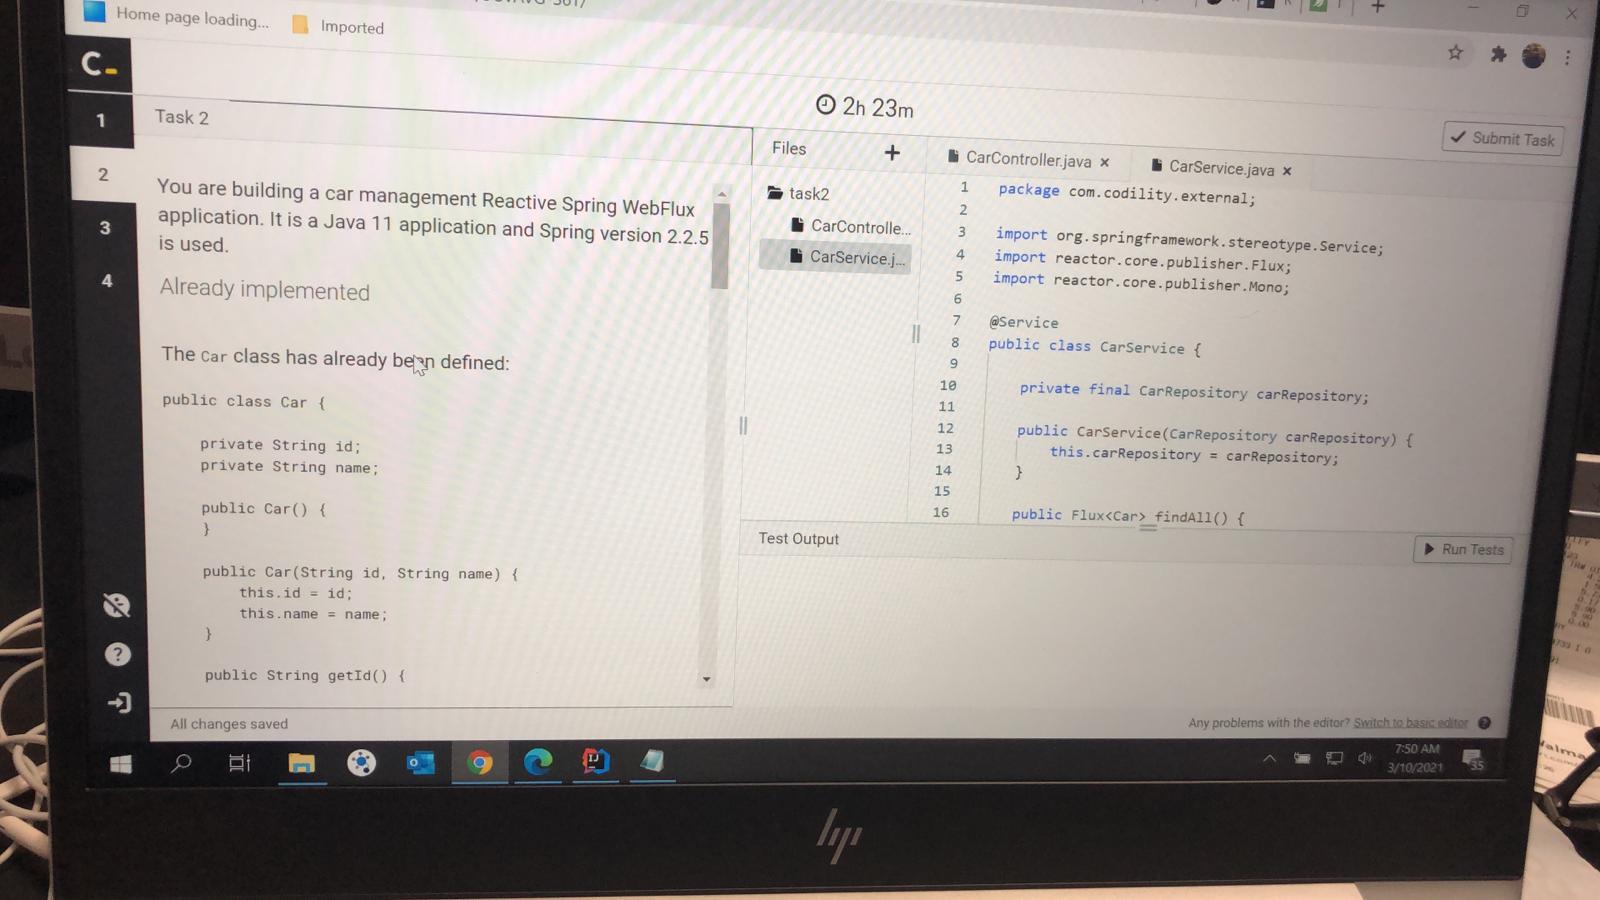 Home page loading...
Imported
C
2h 23m
Submit Task
1
2
3
4
Task 2
You are building a car management Reactive Spring WebFlux
application. It is a Java 11 application and Spring version 2.2.5
is used.
Already implemented
The Car class has already been defined:
public class Car {
private String id;
private String name;
public Car() {
}
public Car(String id, String name) {
this.id = id;
this.name = name;
}
public String getId() {
All changes saved
Files +
task2
CarControlle...
CarService.j...
CarController.java ×
CarService.java ×
1 package com.codility.external;
2
3 import org.springframework.stereotype.Service;
4 import reactor.core.publisher.Flux;
5 import reactor.core.publisher.Mono;
6
7 @Service
8 public class CarService {
9
10 private final CarRepository carRepository;
11
12 public CarService(CarRepository carRepository) {
13 this.carRepository = carRepository;
14 }
15
16 public Flux<Car> findAll() {
Test Output
Run Tests
Any problems with the editor? Switch to basic editor
7:50 AM
3/10/2021
35
hp